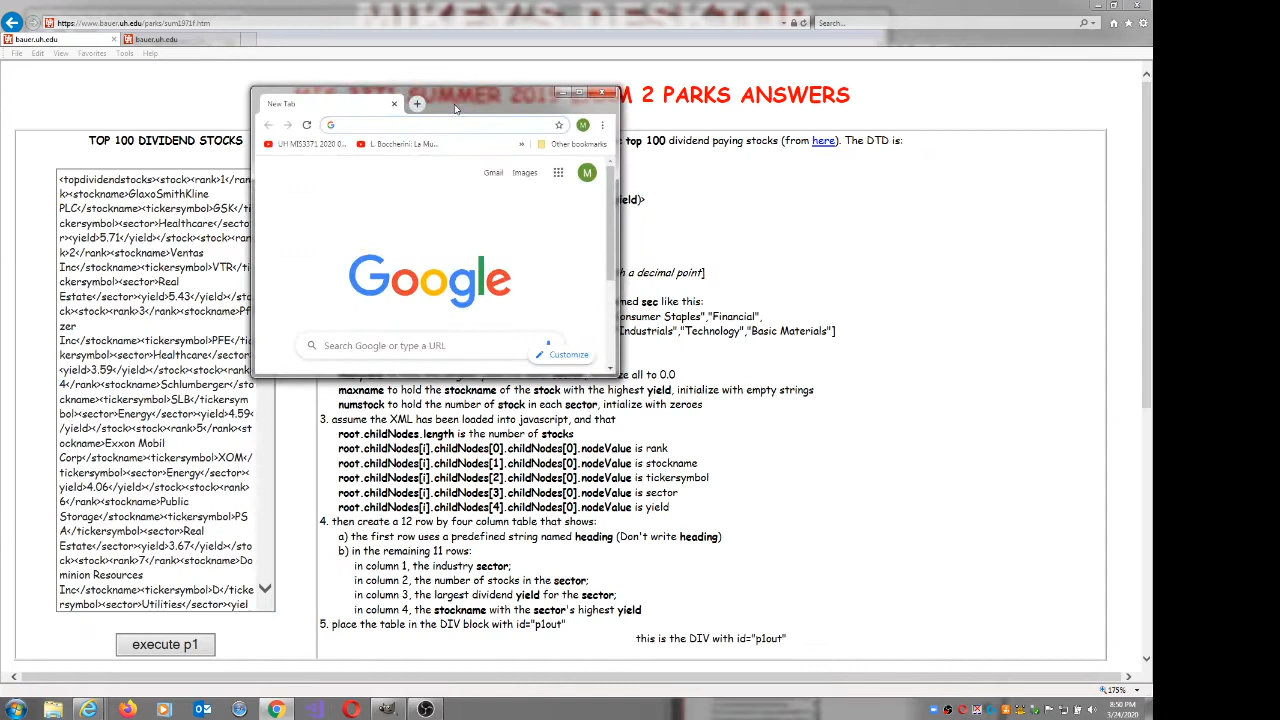 MIKEY'S DESKTOP
https://www.bauer.uh.edu/parks/sum1971f.htm
Search...
bauer.uh.edu
bauer.uh.edu
File Edit View Favorites Tools Help
MIS 3371 SUMMER 2019 EXAM 2 PARKS ANSWERS
New Tab
UH MIS3371 2020 0...
L. Boccherini: La Mu...
»
Other bookmarks
M
Gmail Images
M
Google
Search Google or type a URL
Customize
TOP 100 DIVIDEND STOCKS
top 100 dividend paying stocks (from here). The DTD is:
<topdividendstocks><stock><rank>1</ran
k><stockname>GlaxoSmithKline
PLC</stockname><tickersymbol>GSK</ti
ckersymbol><sector>Healthcare</secto
r><yield>5.71</yield></stock><stock><ran
k>2</rank><stockname>Ventas
Inc</stockname><tickersymbol>VTR</tic
kersymbol><sector>Real
Estate</sector><yield>5.43</yield></sto
ck><stock><rank>3</rank><stockname>Pf
zer
Inc</stockname><tickersymbol>PFE</tic
kersymbol><sector>Healthcare</sector>
<yield>3.59</yield></stock><stock><rank>
4</rank><stockname>Schlumberger</sto
ckname><tickersymbol>SLB</tickersym
bol><sector>Energy</sector><yield>4.59<
/yield></stock><stock><rank>5</rank><st
ockname>Exxon Mobil
Corp</stockname><tickersymbol>XOM</
tickersymbol><sector>Energy</sector><
yield>4.06</yield></stock><stock><rank>
6</rank><stockname>Public
Storage</stockname><tickersymbol>PS
A</tickersymbol><sector>Real
Estate</sector><yield>3.67</yield></sto
ck><stock><rank>7</rank><stockname>Do
minion Resources
Inc</stockname><tickersymbol>D</ticke
rsymbol><sector>Utilities</sector><yiel
execute p1
yield)>
h a decimal point]
med sec like this:
onsumer Staples","Financial",
"Industrials","Technology","Basic Materials"]
ze all to 0.0
maxname to hold the stockname of the stock with the highest yield, initialize with empty strings
numstock to hold the number of stock in each sector, intialize with zeroes
3. assume the XML has been loaded into javascript, and that
root.childNodes.length is the number of stocks
root.childNodes[i].childNodes[0].childNodes[0].nodeValue is rank
root.childNodes[i].childNodes[1].childNodes[0].nodeValue is stockname
root.childNodes[i].childNodes[2].childNodes[0].nodeValue is tickersymbol
root.childNodes[i].childNodes[3].childNodes[0].nodeValue is sector
root.childNodes[i].childNodes[4].childNodes[0].nodeValue is yield
4. then create a 12 row by four column table that shows:
a) the first row uses a predefined string named heading (Don't write heading)
b) in the remaining 11 rows:
in column 1, the industry sector;
in column 2, the number of stocks in the sector;
in column 3, the largest dividend yield for the sector;
in column 4, the stockname with the sector's highest yield
5. place the table in the DIV block with id="p1out"
this is the DIV with id="p1out"
175%
8:50 PM
3/24/2020